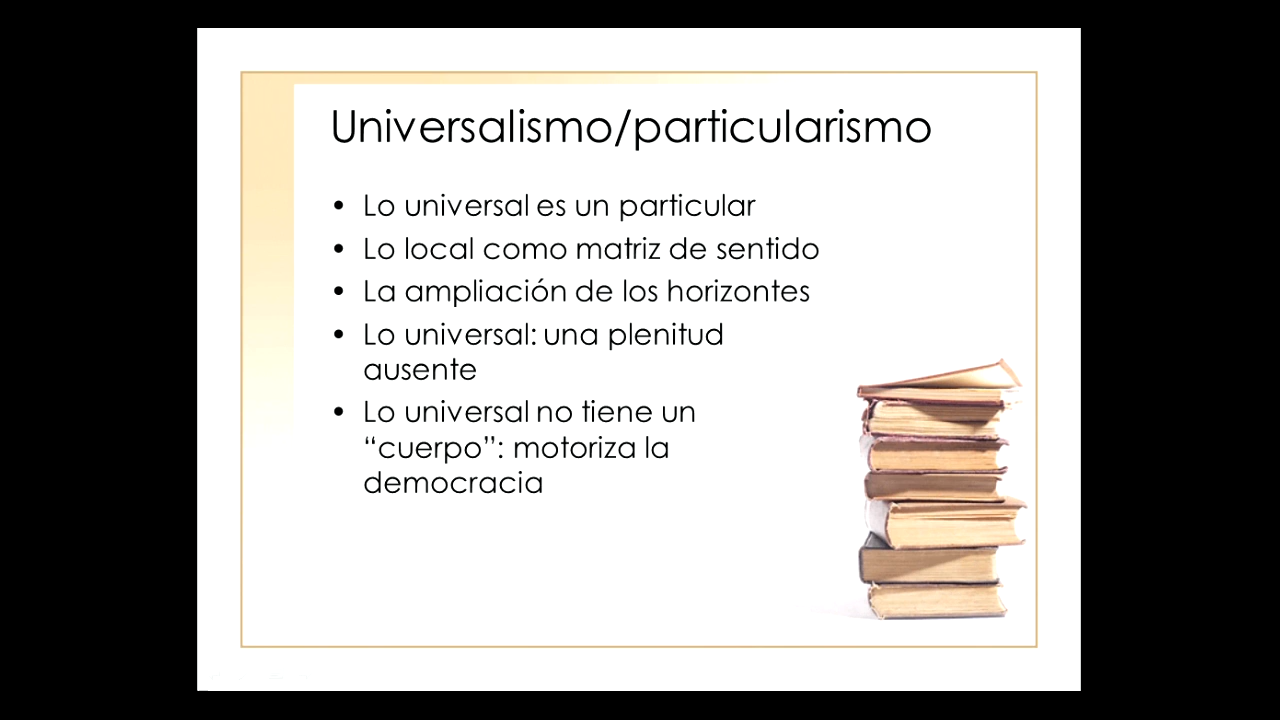 Universalismo/particularismo
• Lo universal es un particular
• Lo local como matriz de sentido
• La ampliación de los horizontes
• Lo universal: una plenitud
ausente
• Lo universal no tiene un
“cuerpo”: motoriza la
democracia